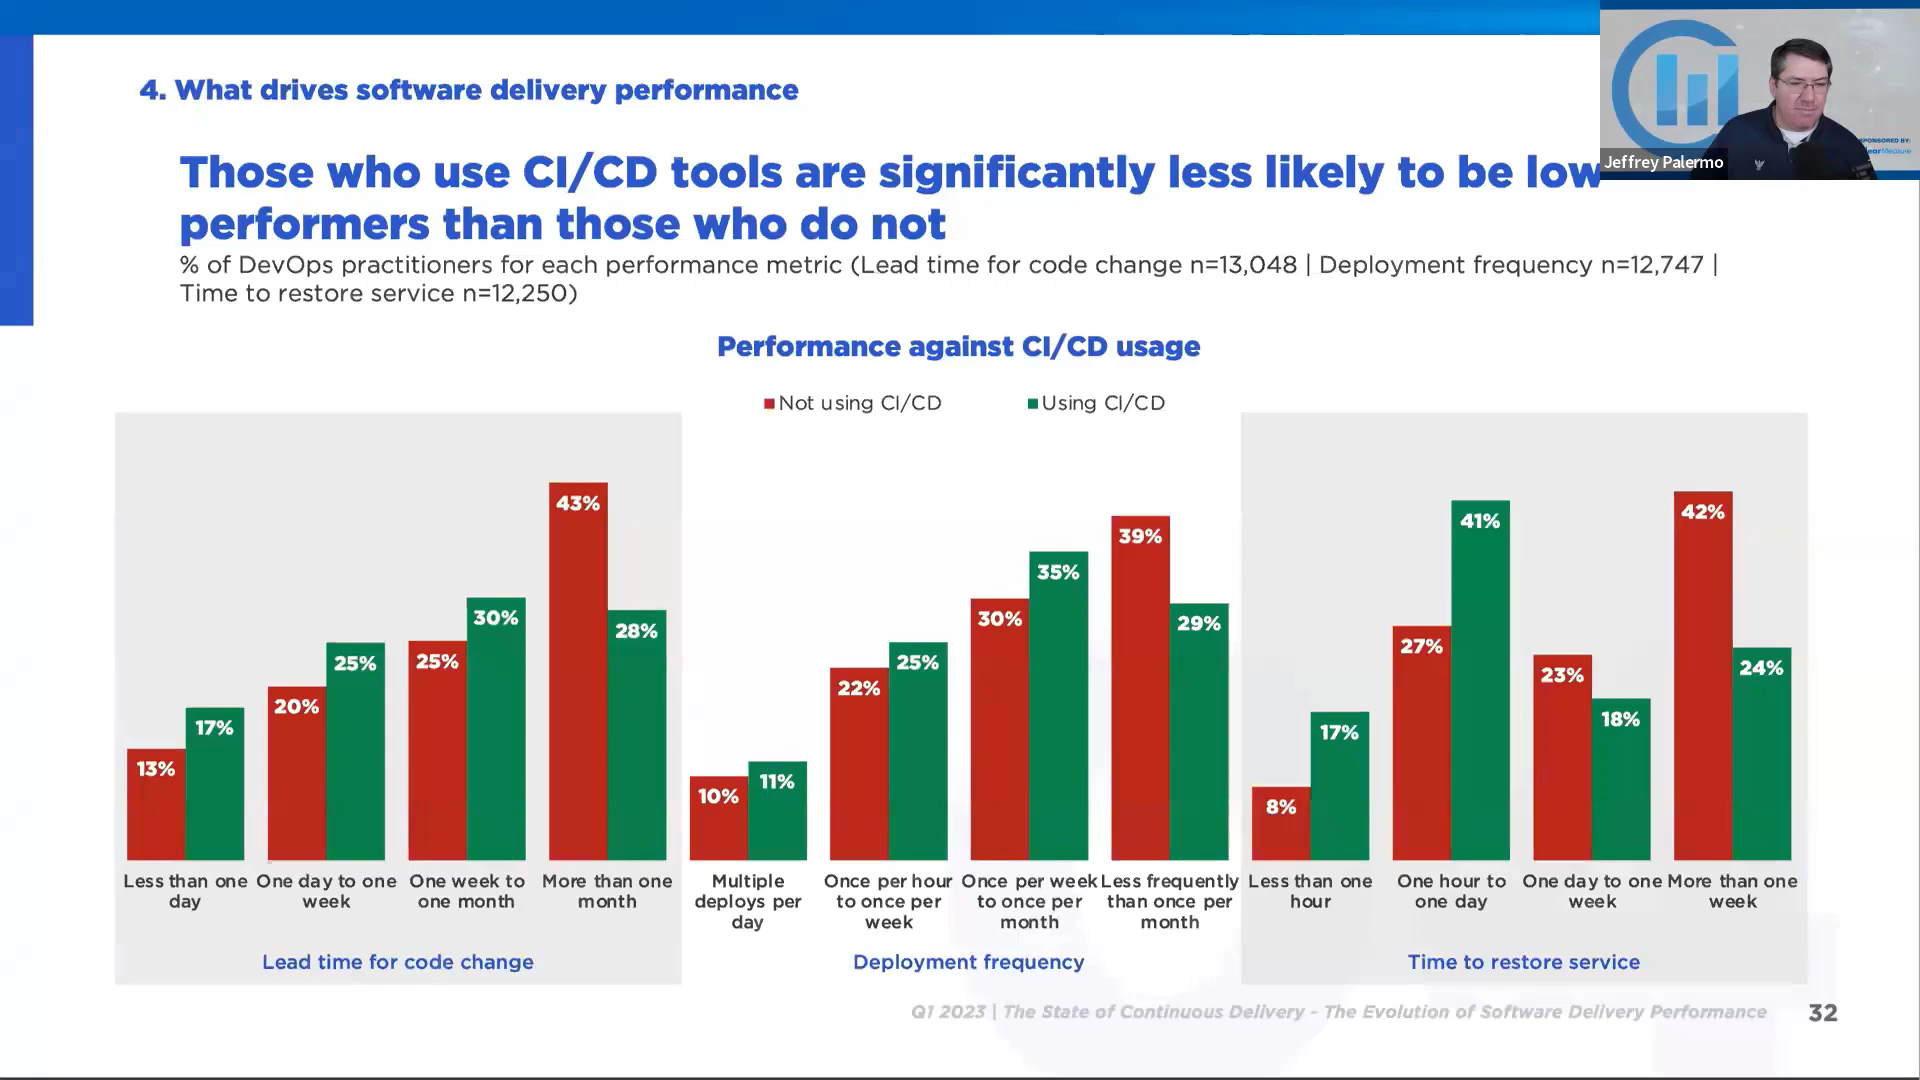 4. What drives software delivery performance
Those who use CI/CD tools are significantly less likely to be low
performers than those who do not
% of DevOps practitioners for each performance metric (Lead time for code change n=13,048 | Deployment frequency n=12,747 |
Time to restore service n=12,250)
Jeffrey Palermo
SPONSORED BY:
Performance against CI/CD usage
Not using CI/CD
Using CI/CD
13%
17%
20%
25%
25%
30%
43%
28%
10%
11%
22%
25%
30%
35%
39%
29%
8%
17%
27%
41%
23%
18%
42%
24%
Less than one
day
One day to one
week
One week to
one month
More than one
month
Multiple
deploys per
day
Once per hour
to once per
week
Once per week
to once per
month
Less frequently
than once per
month
Less than one
hour
One hour to
one day
One day to one
week
More than one
week
Lead time for code change
Deployment frequency
Time to restore service
Q1 2023 | The State of Continuous Delivery - The Evolution of Software Delivery Performance
32